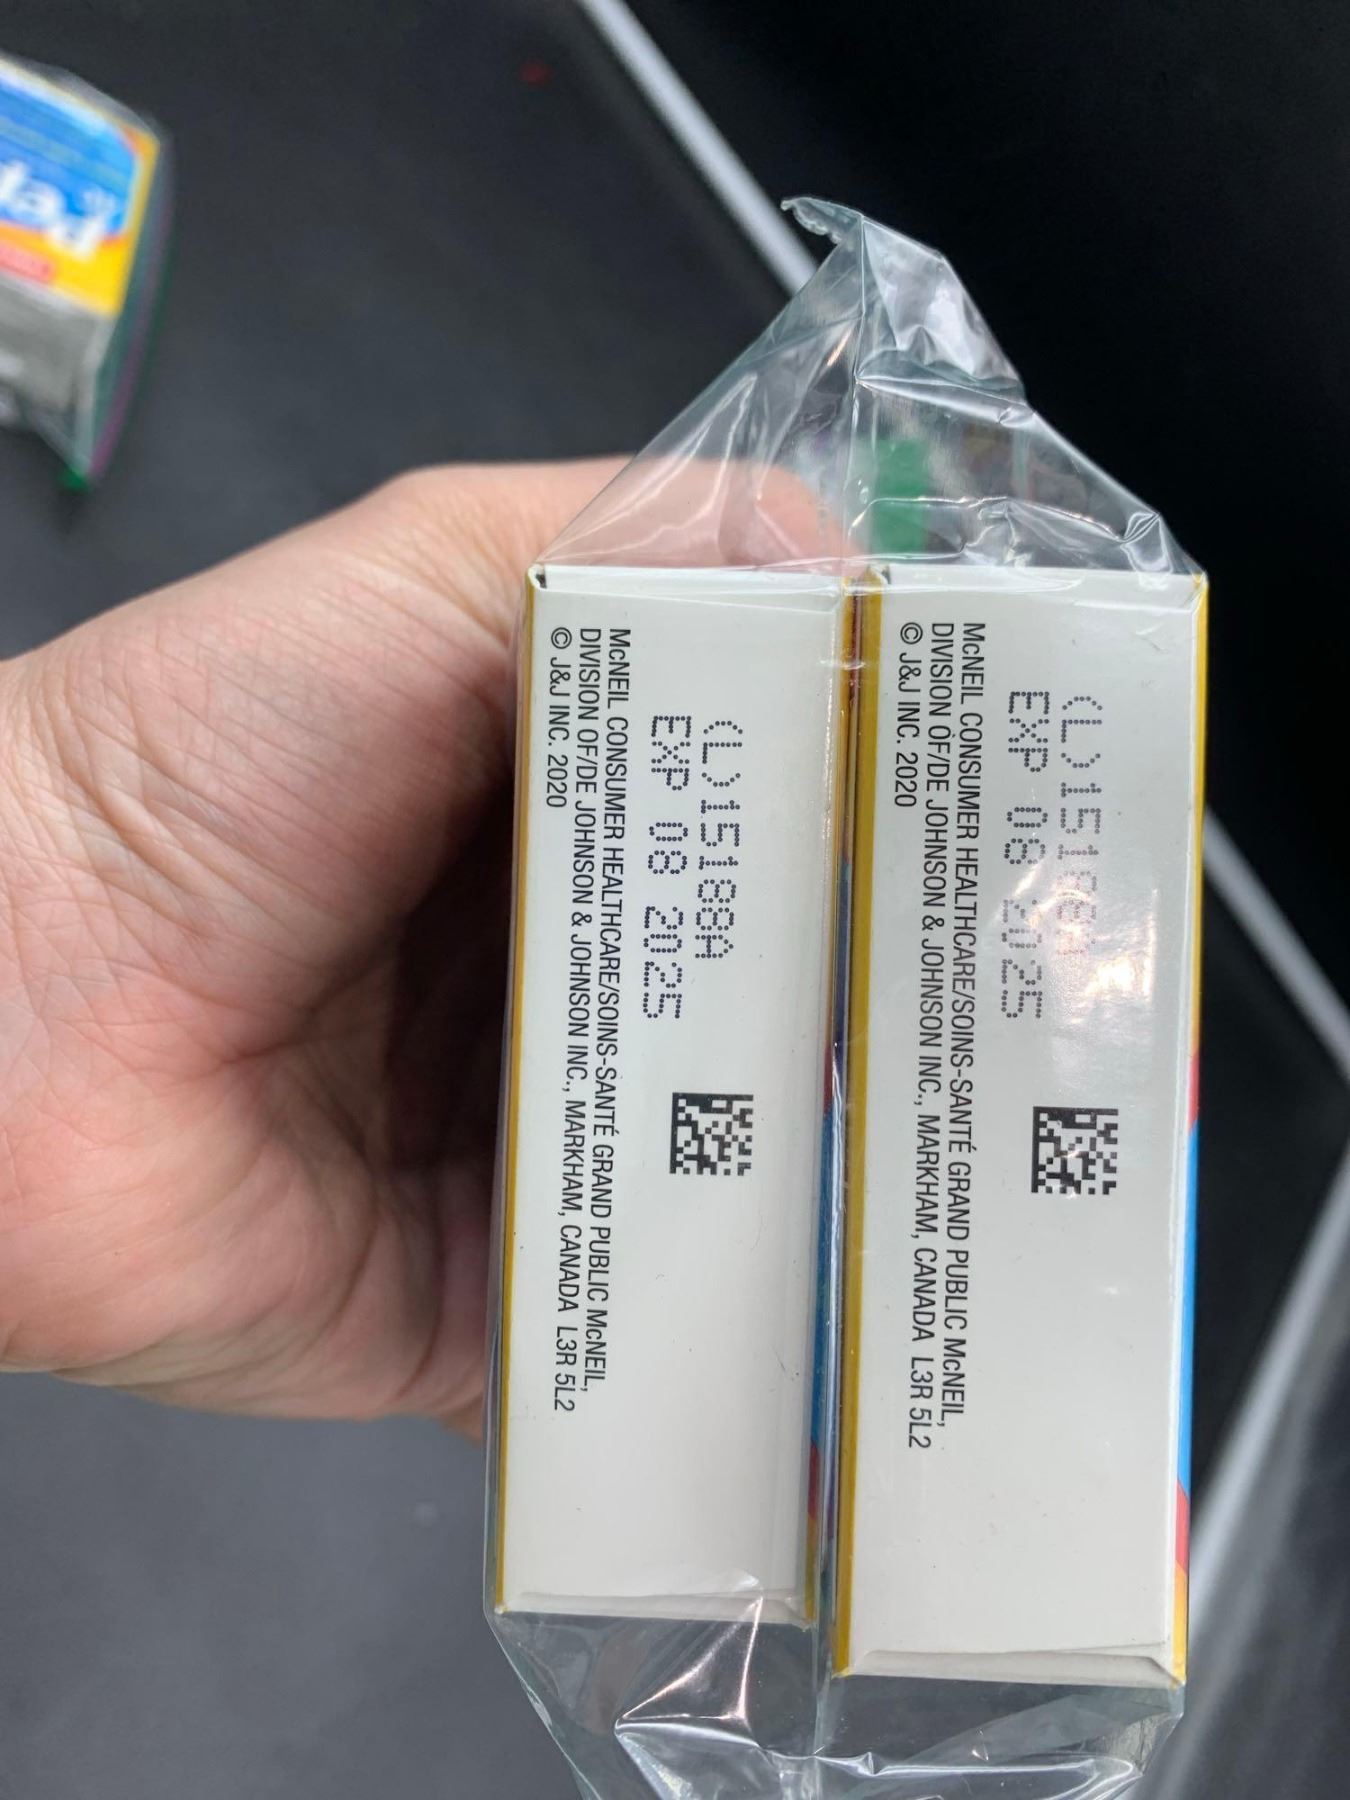 (L)15188A
EXP 08 2025
McNEIL CONSUMER HEALTHCARE/SOINS-SANTÉ GRAND PUBLIC McNEIL,
DIVISION OF/DE JOHNSON & JOHNSON INC., MARKHAM, CANADA L3R 5L2
© J&J INC. 2020
EXP 08 2025
McNEIL CONSUMER HEALTHCARE/SOINS-SANTÉ GRAND PUBLIC McNEIL,
DIVISION OF/DE JOHNSON & JOHNSON INC., MARKHAM, CANADA L3R 5L2
© J&J INC. 2020